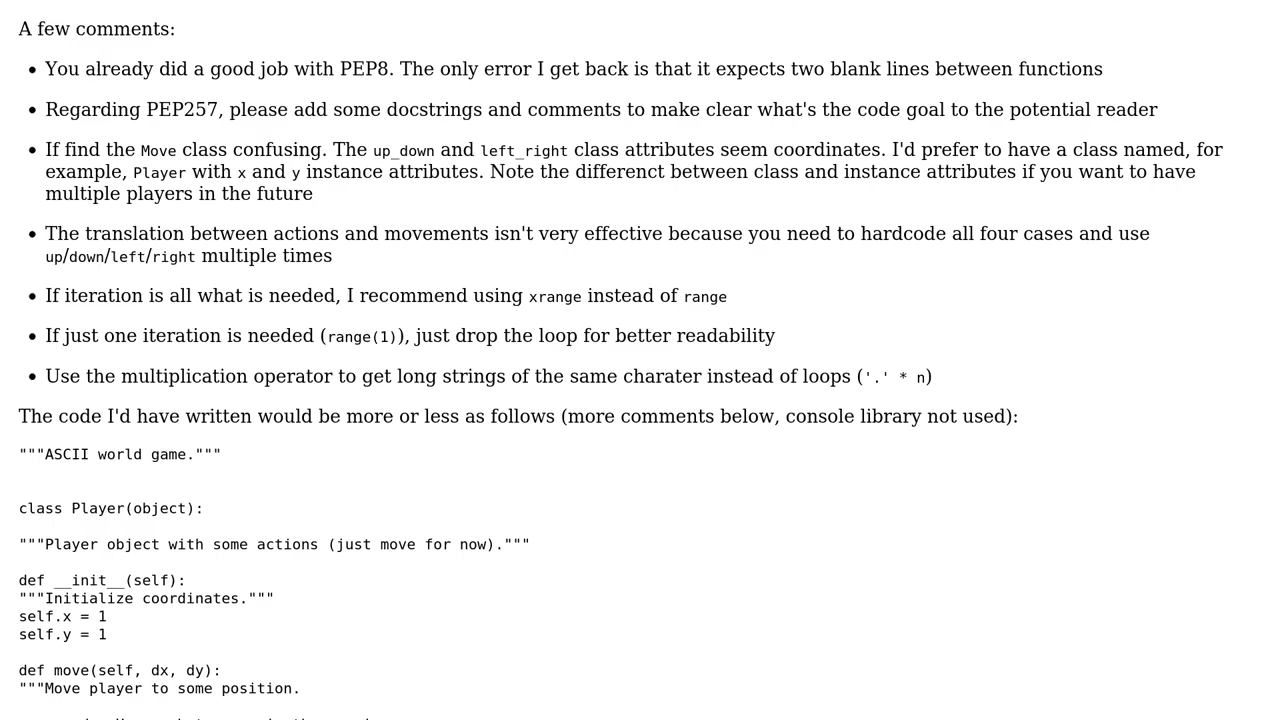 A few comments:
• You already did a good job with PEP8. The only error I get back is that it expects two blank lines between functions
• Regarding PEP257, please add some docstrings and comments to make clear what's the code goal to the potential reader
• If find the Move class confusing. The up_down and left_right class attributes seem coordinates. I'd prefer to have a class named, for
example, Player with x and y instance attributes. Note the differenct between class and instance attributes if you want to have
multiple players in the future
• The translation between actions and movements isn't very effective because you need to hardcode all four cases and use
up/down/left/right multiple times
• If iteration is all what is needed, I recommend using xrange instead of range
• If just one iteration is needed (range(1)), just drop the loop for better readability
• Use the multiplication operator to get long strings of the same charater instead of loops ('.' * n)
The code I'd have written would be more or less as follows (more comments below, console library not used):
"""ASCII world game."""
class Player(object):
"""Player object with some actions (just move for now)."""
def __init__(self):
"""Initialize coordinates."""
self.x = 1
self.y = 1
def move(self, dx, dy):
"""Move player to some position.